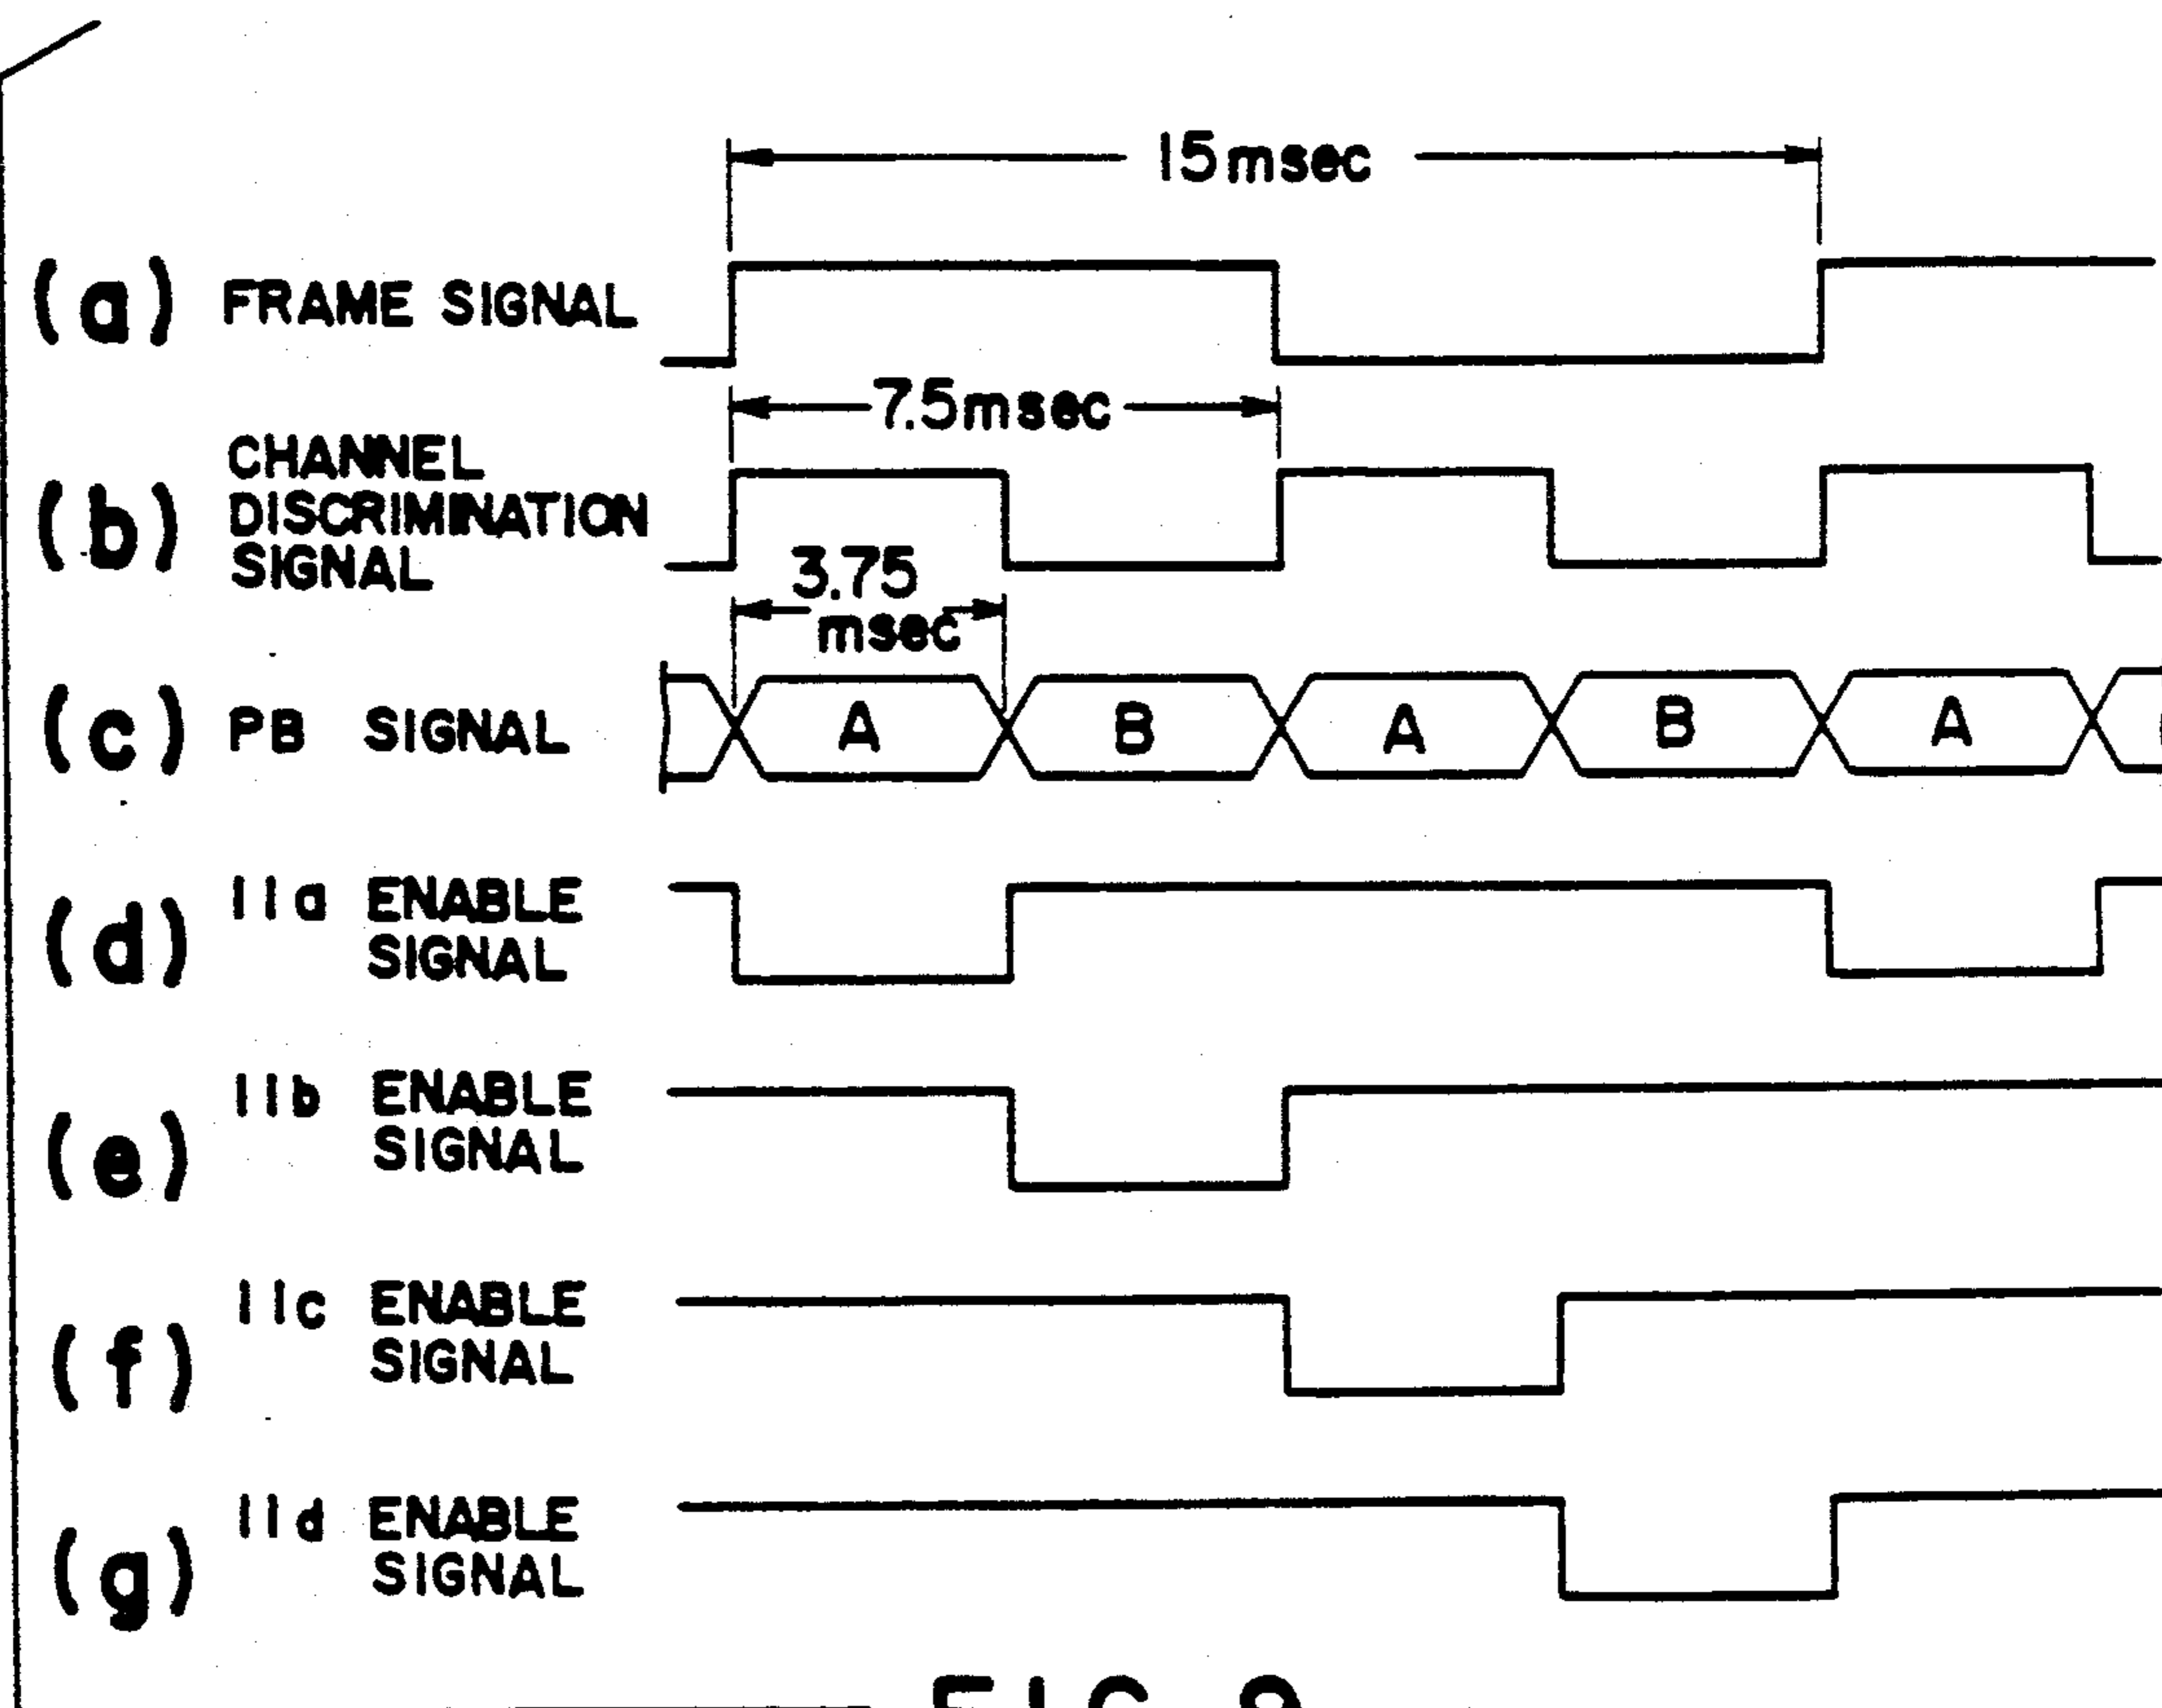 15msec
(a) FRAME SIGNAL
7.5msec
(b) CHANNEL
DISCRIMINATION
SIGNAL
3.75
msec
(c) PB SIGNAL
A B A B A
(d) 11a ENABLE
SIGNAL
(e) 11b ENABLE
SIGNAL
(f) 11c ENABLE
SIGNAL
(g) 11d ENABLE
SIGNAL
FIG